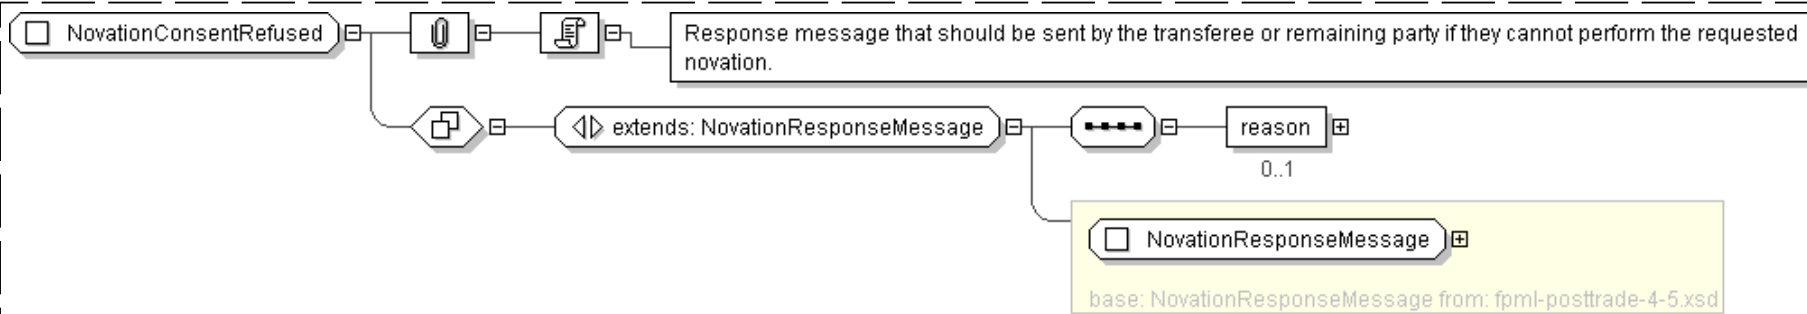 NovationConsentRefused
Response message that should be sent by the transferee or remaining party if they cannot perform the requested
novation.
extends: NovationResponseMessage
reason
0..1
NovationResponseMessage
base: NovationResponseMessage from: fpml-posttrade-4-5.xsd